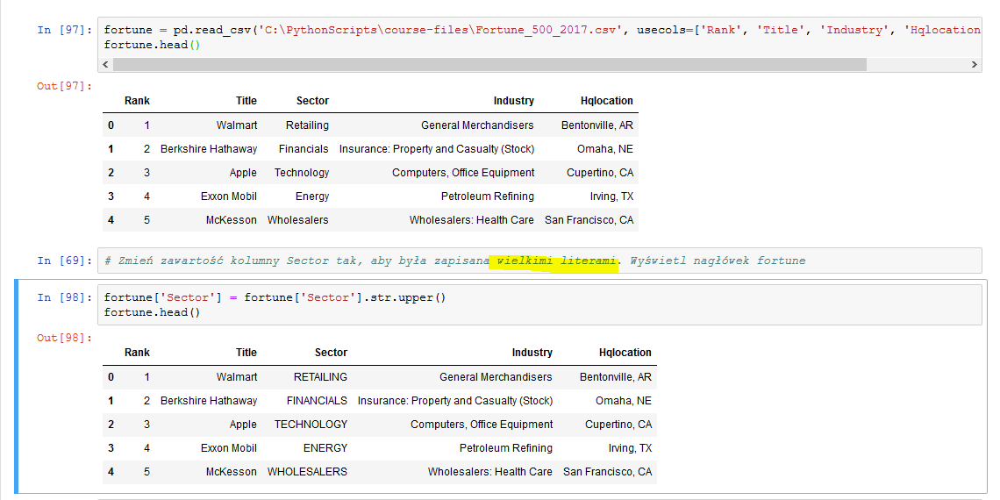 In [97]: fortune = pd.read_csv('C:\PythonScripts\course-files\Fortune_500_2017.csv', usecols=['Rank', 'Title', 'Industry', 'Hqlocation
fortune.head()
Out[97]:
Rank Title Sector Industry Hqlocation
0 1 Walmart Retailing General Merchandisers Bentonville, AR
1 2 Berkshire Hathaway Financials Insurance: Property and Casualty (Stock) Omaha, NE
2 3 Apple Technology Computers, Office Equipment Cupertino, CA
3 4 Exxon Mobil Energy Petroleum Refining Irving, TX
4 5 McKesson Wholesalers Wholesalers: Health Care San Francisco, CA
In [69]: # Zmień zawartość kolumny Sector tak, aby była zapisana wielkimi literami. Wyświetl nagłówek fortune
In [98]: fortune['Sector'] = fortune['Sector'].str.upper()
fortune.head()
Out[98]:
Rank Title Sector Industry Hqlocation
0 1 Walmart RETAILING General Merchandisers Bentonville, AR
1 2 Berkshire Hathaway FINANCIALS Insurance: Property and Casualty (Stock) Omaha, NE
2 3 Apple TECHNOLOGY Computers, Office Equipment Cupertino, CA
3 4 Exxon Mobil ENERGY Petroleum Refining Irving, TX
4 5 McKesson WHOLESALERS Wholesalers: Health Care San Francisco, CA